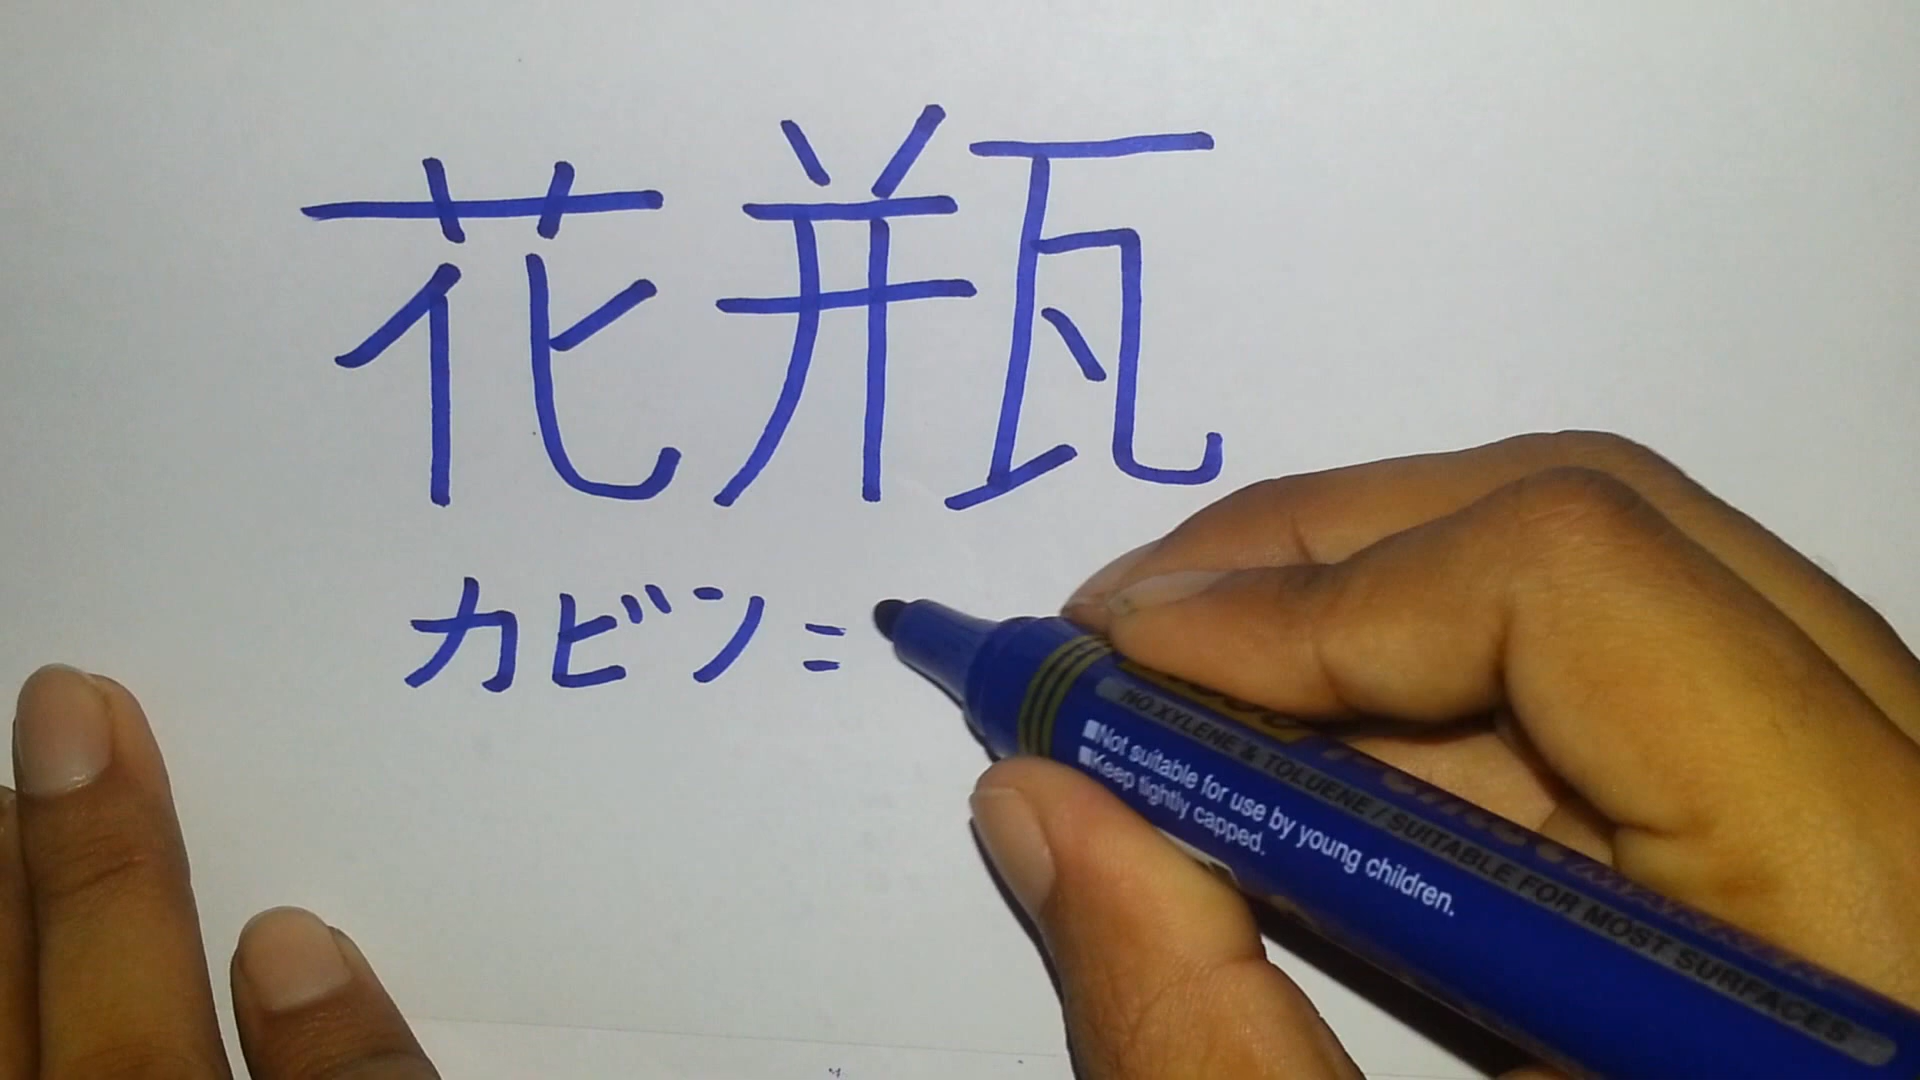 花瓶
カビン=
NO XYLENE & TOLUENE / SUITABLE FOR MOST SURFACES
■Not suitable for use by young children.
■Keep tightly capped.